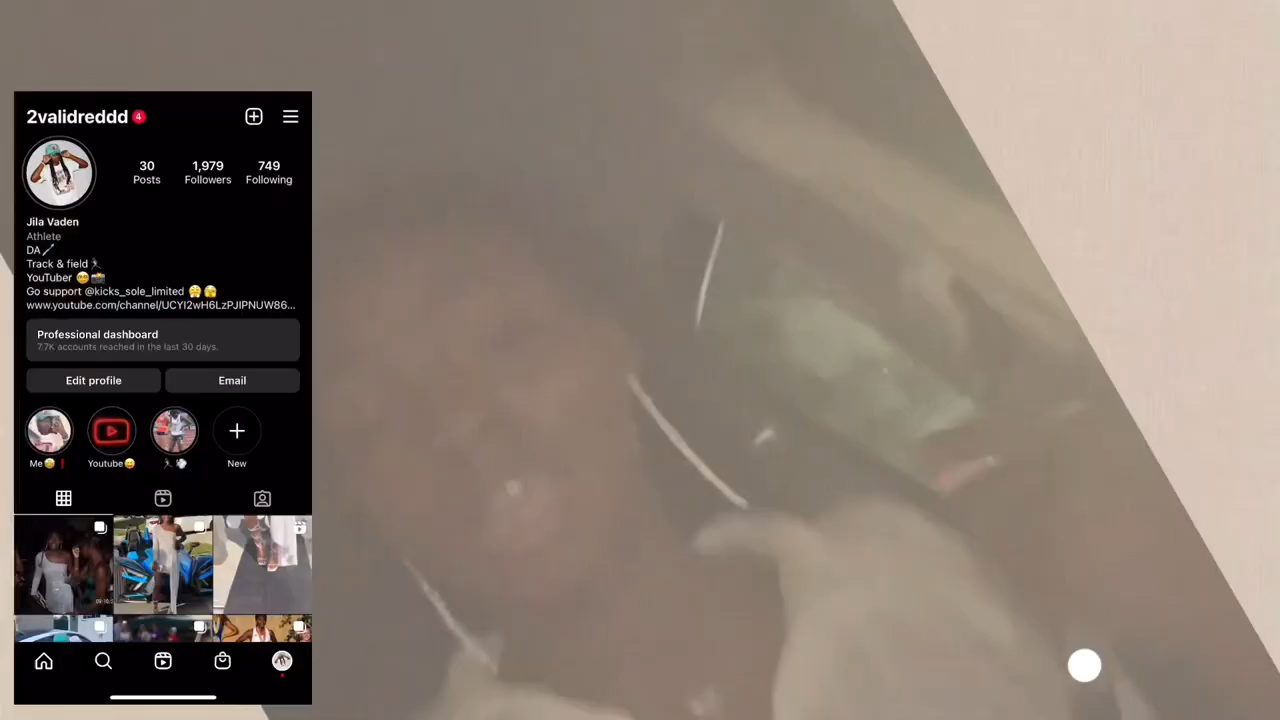 2validreddd 4
30 1,979 749
Posts Followers Following
Jila Vaden
Athlete
DA
Track & field
YouTuber
Go support @kicks_sole_limited
www.youtube.com/channel/UCYI2wH6LzPJIPNUW86...
Professional dashboard
7.7K accounts reached in the last 30 days.
Edit profile Email
Me Youtube New